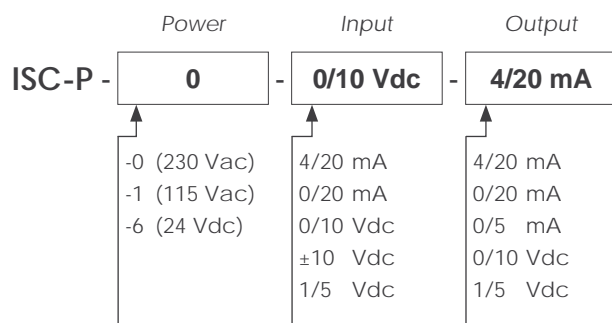 Power Input Output
ISC-P - 0 - 0/10 Vdc - 4/20 mA
-0 (230 Vac) 4/20 mA 4/20 mA
-1 (115 Vac) 0/20 mA 0/20 mA
-6 (24 Vdc) 0/10 Vdc 0/5 mA
±10 Vdc 0/10 Vdc
1/5 Vdc 1/5 Vdc